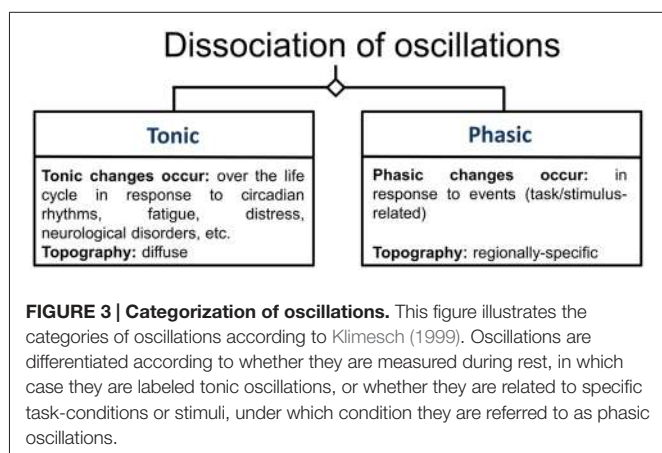 Dissociation of oscillations
Tonic
Tonic changes occur: over the life
cycle in response to circadian
rhythms, fatigue, distress,
neurological disorders, etc.
Topography: diffuse
Phasic
Phasic changes occur: in
response to events (task/stimulus-
related)
Topography: regionally-specific
FIGURE 3 | Categorization of oscillations. This figure illustrates the
categories of oscillations according to Klimesch (1999). Oscillations are
differentiated according to whether they are measured during rest, in which
case they are labeled tonic oscillations, or whether they are related to specific
task-conditions or stimuli, under which condition they are referred to as phasic
oscillations.